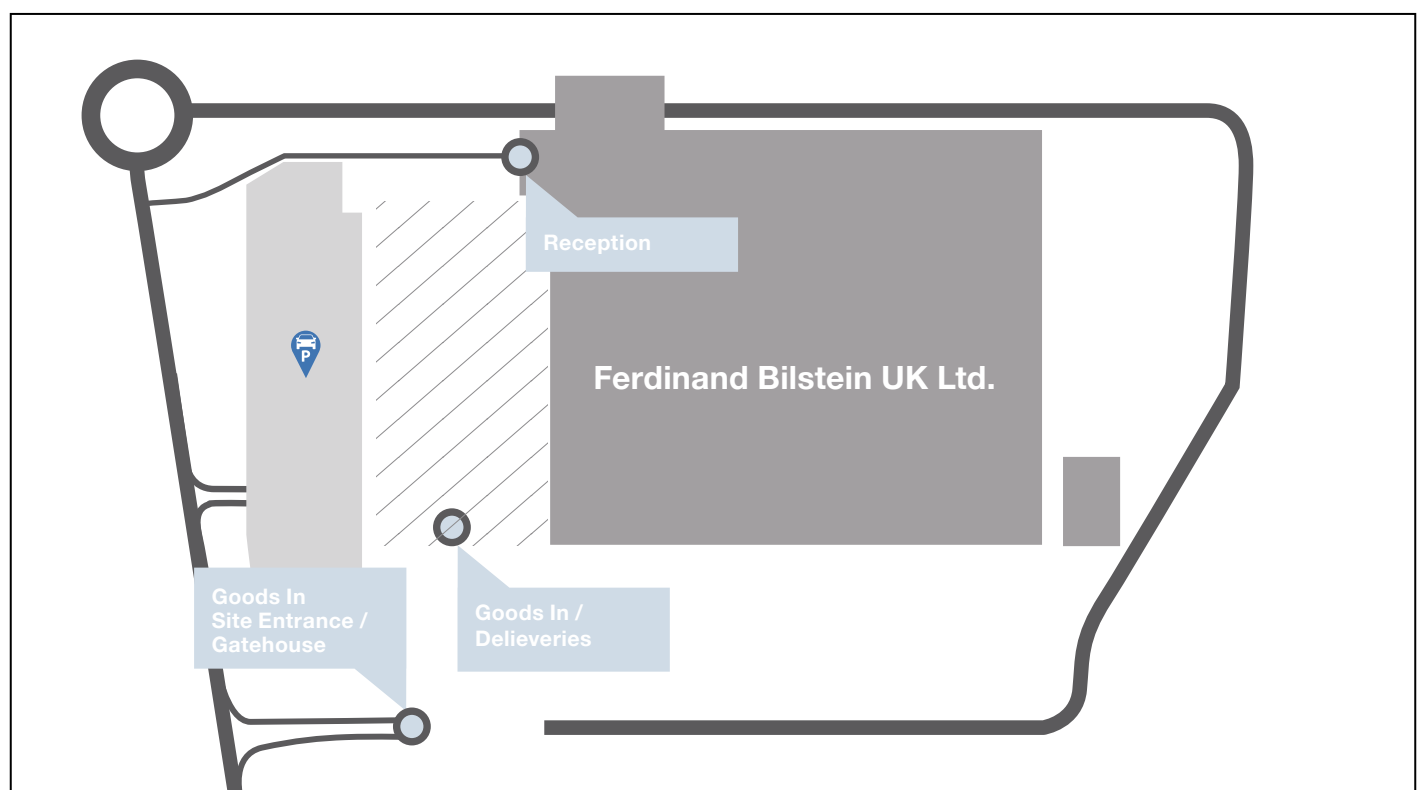 Reception
P
Ferdinand Bilstein UK Ltd.
Goods In
Site Entrance /
Gatehouse
Goods In /
Delieveries